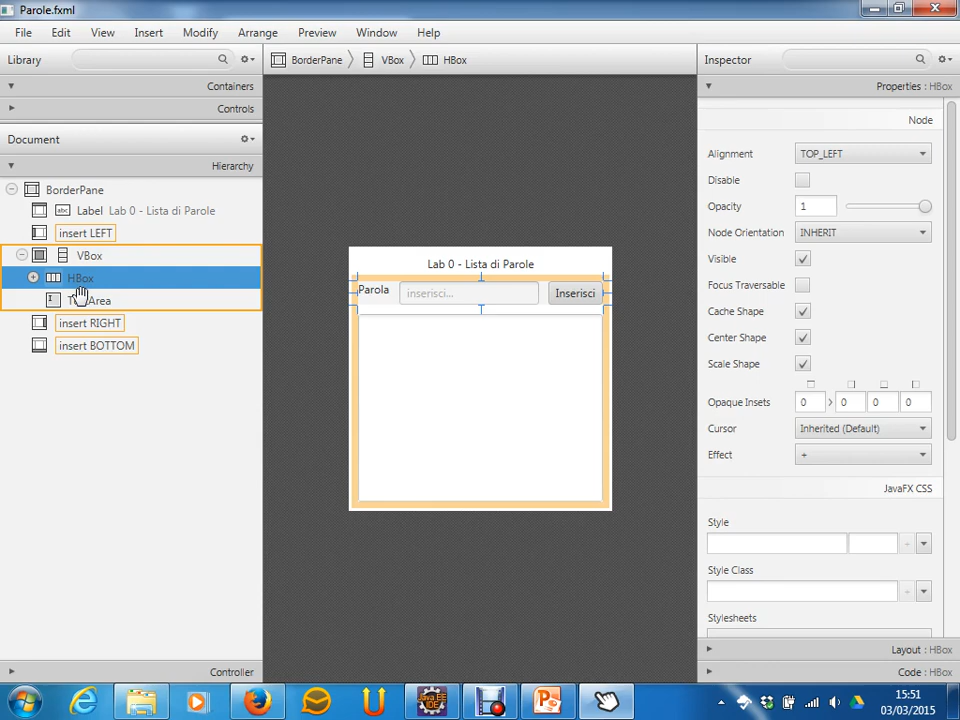 Parole.fxml
File Edit View Insert Arrange Modify Preview Window Help
Library
BorderPane VBox HBox
Inspector
Containers
Properties : HBox
Controls
Node
Document
Alignment TOP_LEFT
Hierarchy
Disable
BorderPane
Opacity 1
Label Lab 0 - Lista di Parole
insert LEFT
Node Orientation INHERIT
VBox
Visible
Lab 0 - Lista di Parole
HBox
Focus Traversable
Parola inserisci... Inserisci
Area
Cache Shape
insert RIGHT
Center Shape
insert BOTTOM
Scale Shape
Opaque Insets 0 0 0 0
Cursor Inherited (Default)
Effect +
JavaFX CSS
Style
Style Class
Stylesheets
Layout : HBox
Controller
Code : HBox
Java EE
IDE
15:51
03/03/2015